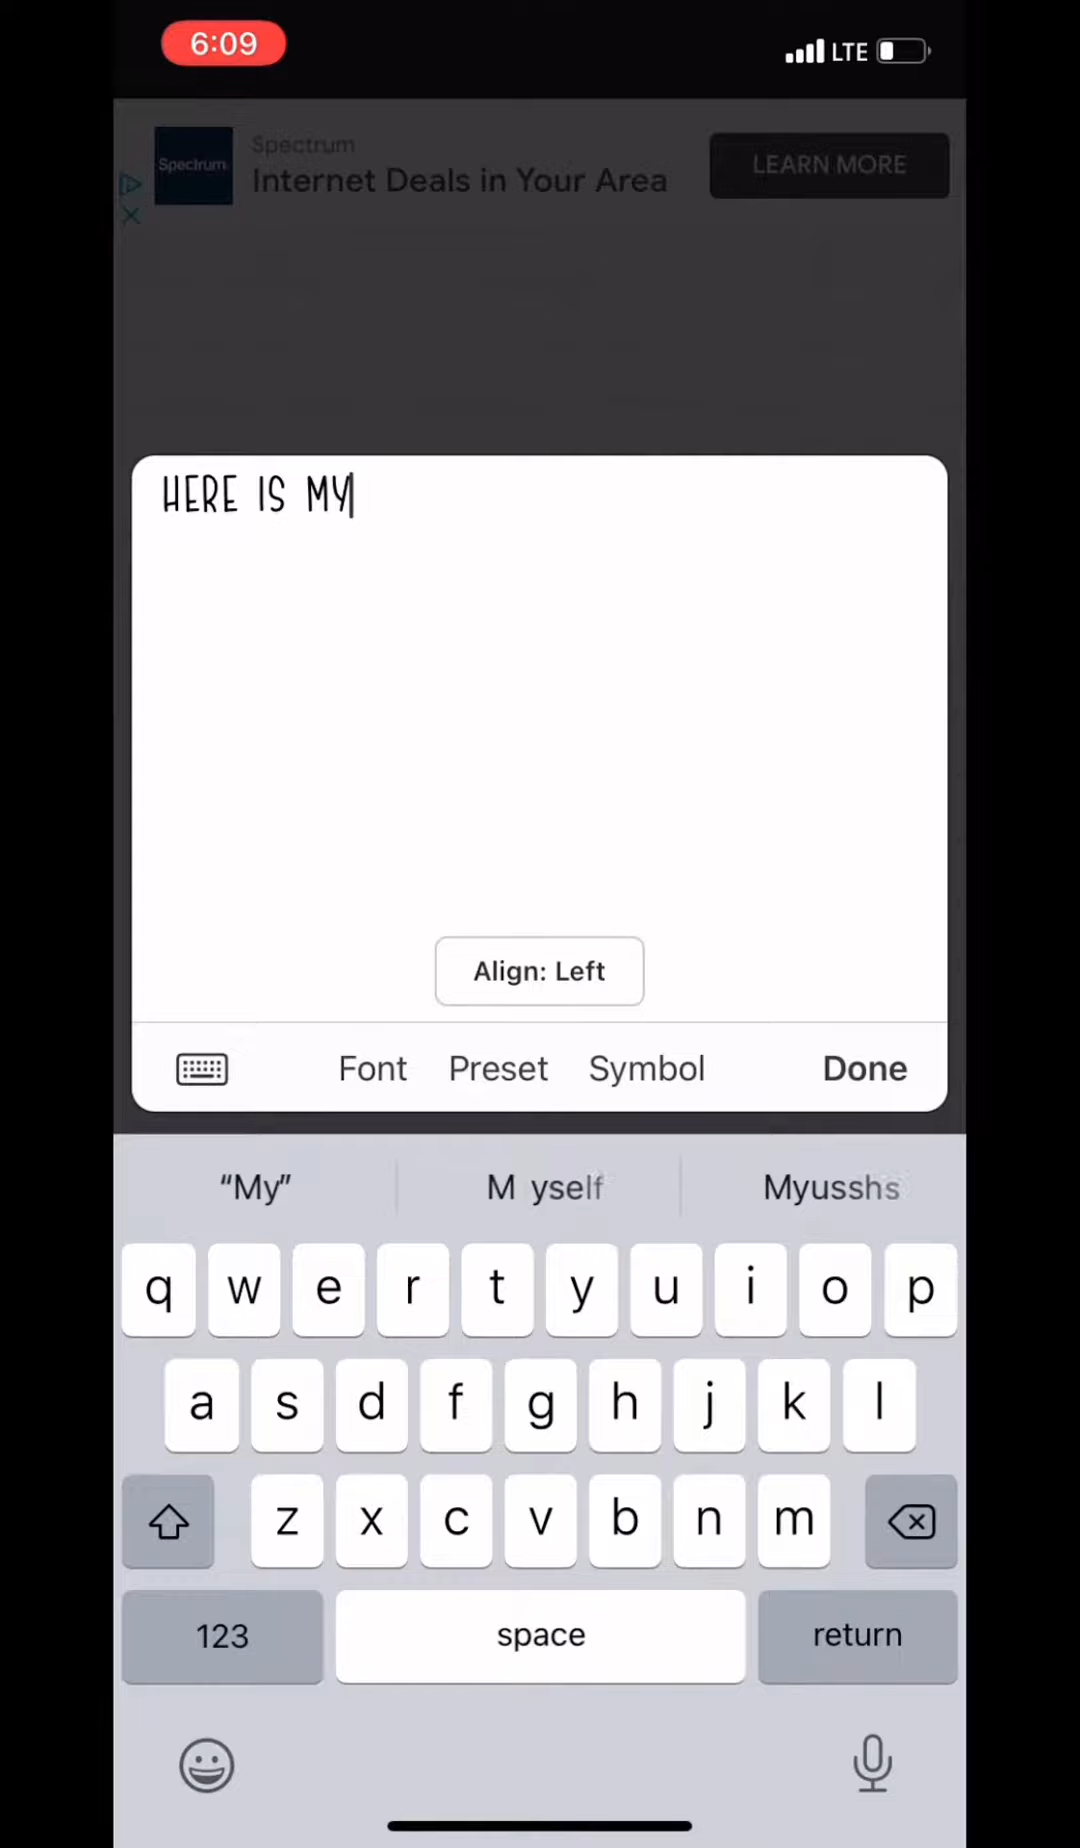 6:09
LTE
Spectrum
Spectrum
Internet Deals in Your Area
LEARN MORE
HERE IS MY
Align: Left
Font Preset Symbol Done
“My” M yself Myusshs
q w e r t y u i o p
a s d f g h j k l
z x c v b n m
123 space return